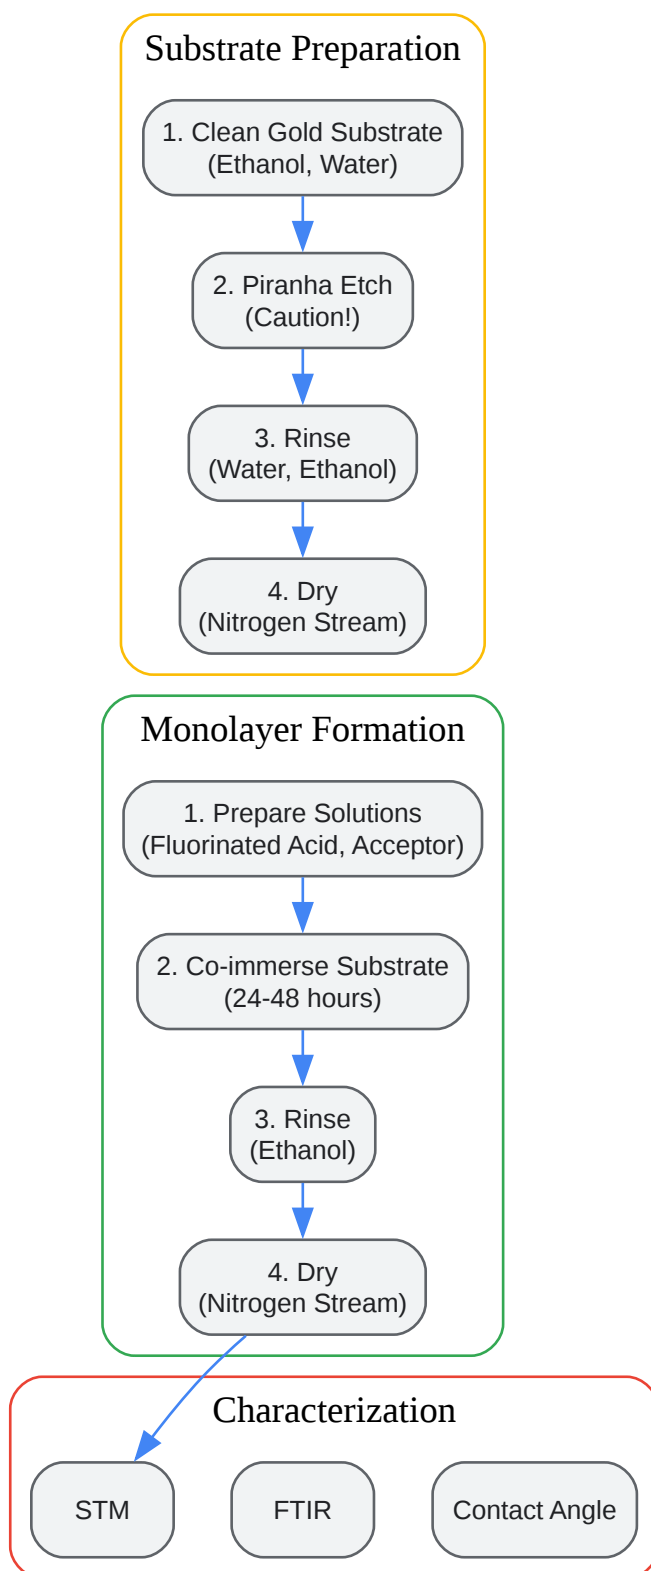 Substrate Preparation
1. Clean Gold Substrate
(Ethanol, Water)
2. Piranha Etch
(Caution!)
3. Rinse
(Water, Ethanol)
4. Dry
(Nitrogen Stream)
Monolayer Formation
1. Prepare Solutions
(Fluorinated Acid, Acceptor)
2. Co-immerse Substrate
(24-48 hours)
3. Rinse
(Ethanol)
4. Dry
(Nitrogen Stream)
Characterization
STM
FTIR
Contact Angle